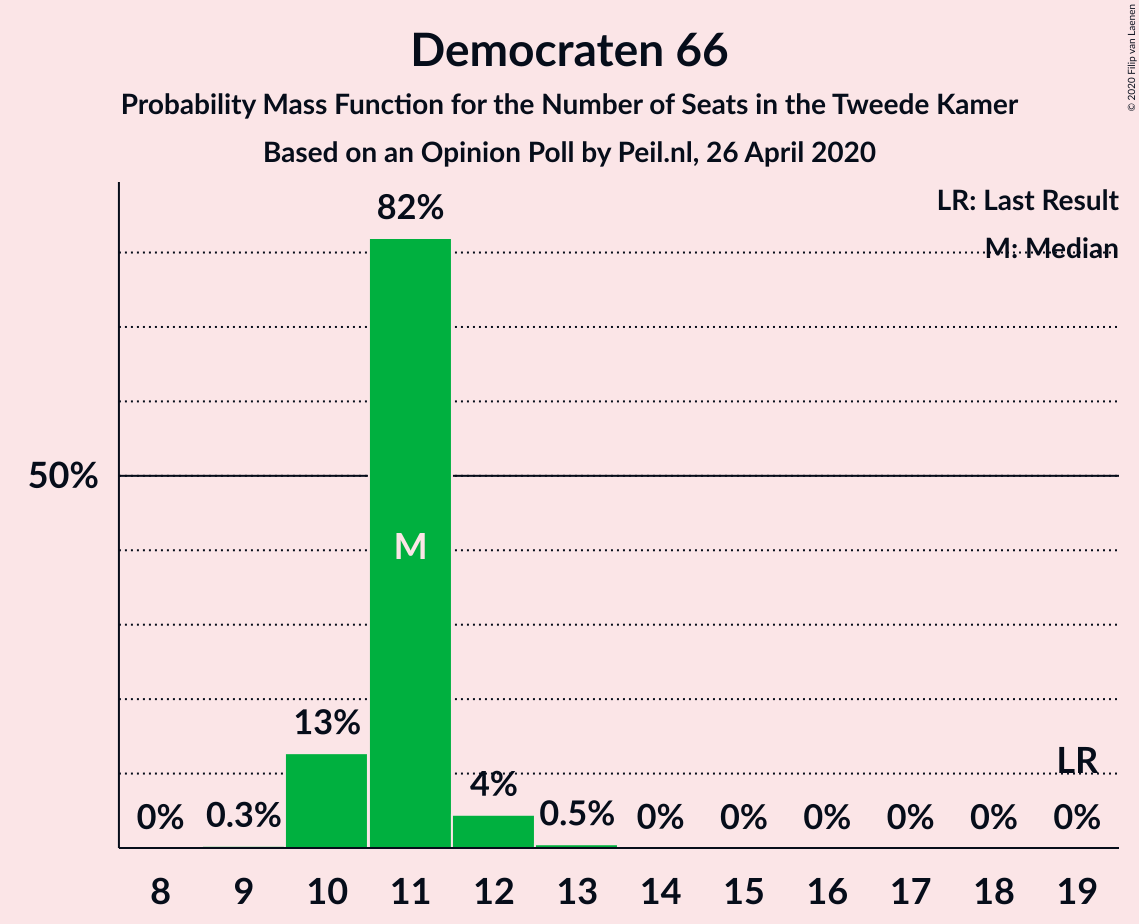 Democraten 66
Probability Mass Function for the Number of Seats in the Tweede Kamer
Based on an Opinion Poll by Peil.nl, 26 April 2020
© 2020 Filip van Laenen
LR: Last Result
M: Median
82%
50%
M
13%
LR
4%
0% 0.3% 0.5% 0% 0% 0% 0% 0% 0%
8 9 10 11 12 13 14 15 16 17 18 19